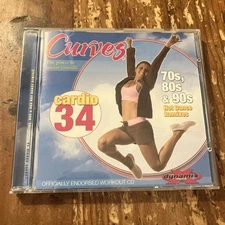 Curves
cardio
34
70s,
80s &
90s
Hot Dance
Remixes
dynamix
OFFICIALLY ENDORSED WORKOUT CD